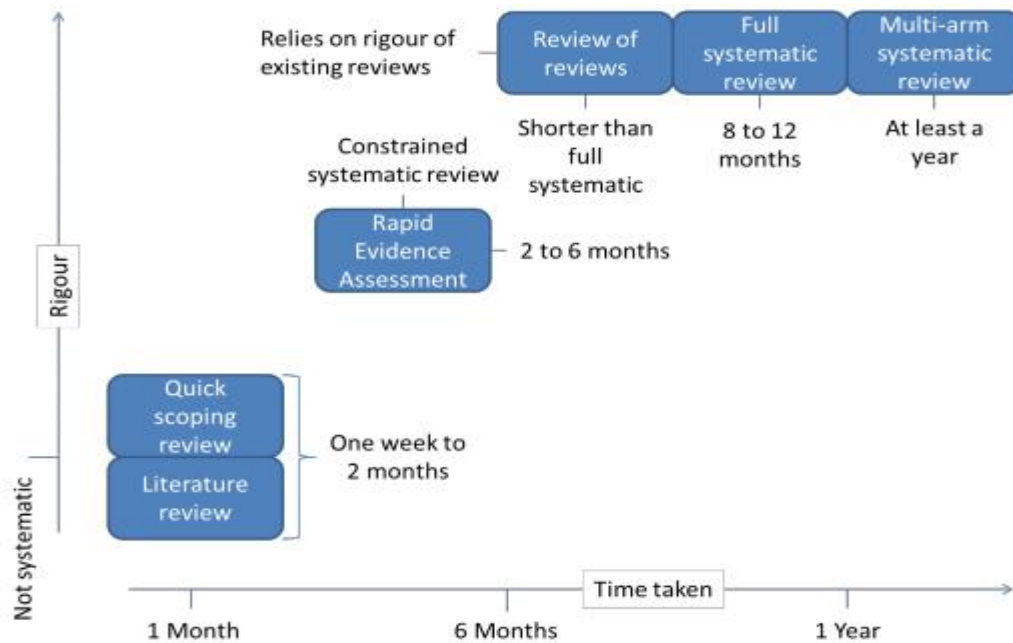 Relies on rigour of
existing reviews
Review of
reviews
Full
systematic
review
Multi-arm
systematic
review
Shorter than
full
systematic
8 to 12
months
At least a
year
Constrained
systematic review
Rapid
Evidence
Assessment
2 to 6 months
Rigour
Quick
scoping
review
Literature
review
One week to
2 months
Not systematic
Time taken
1 Month
6 Months
1 Year